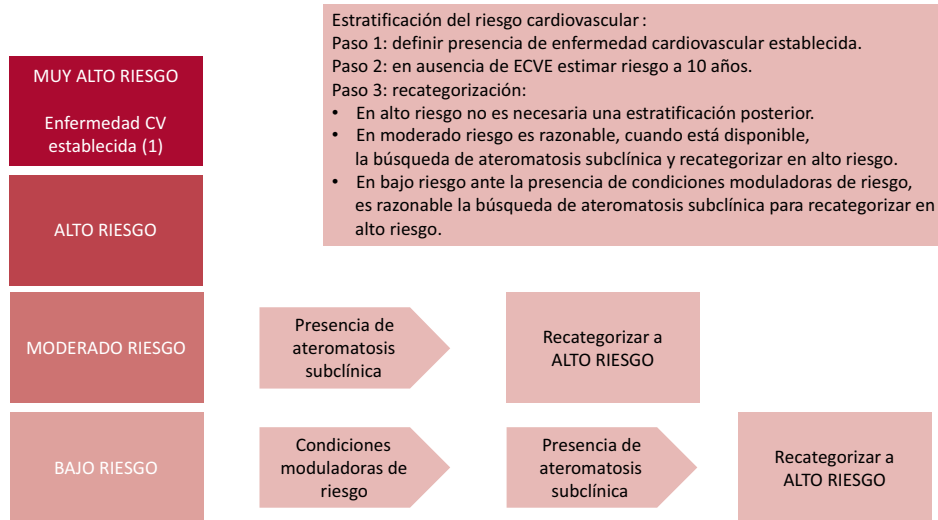 Estratificación del riesgo cardiovascular:
Paso 1: definir presencia de enfermedad cardiovascular establecida.
Paso 2: en ausencia de ECVE estimar riesgo a 10 años.
Paso 3: recategorización:
• En alto riesgo no es necesaria una estratificación posterior.
• En moderado riesgo es razonable, cuando está disponible,
la búsqueda de ateromatosis subclínica y recategorizar en alto riesgo.
• En bajo riesgo ante la presencia de condiciones moduladoras de riesgo,
es razonable la búsqueda de ateromatosis subclínica para recategorizar en
alto riesgo.
MUY ALTO RIESGO
Enfermedad CV
establecida (1)
ALTO RIESGO
MODERADO RIESGO
Presencia de
ateromatosis
subclínica
Recategorizar a
ALTO RIESGO
BAJO RIESGO
Condiciones
moduladoras de
riesgo
Presencia de
ateromatosis
subclínica
Recategorizar a
ALTO RIESGO